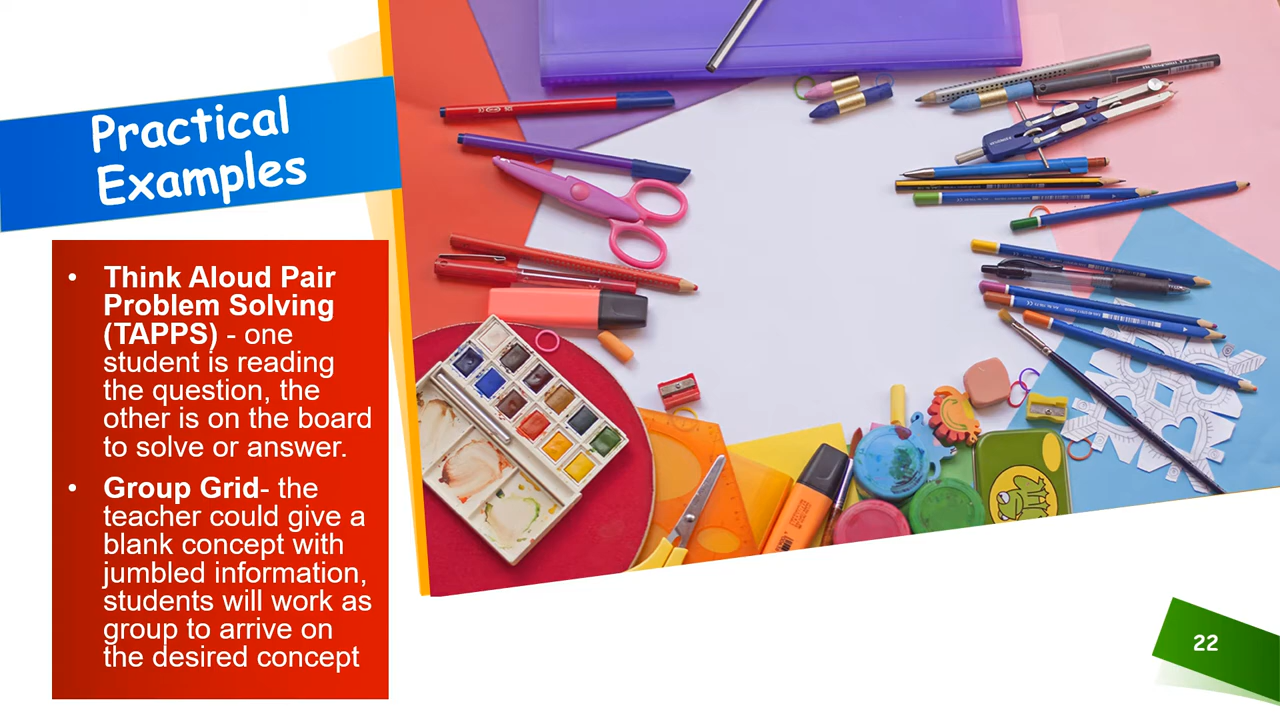 Practical
Examples
• Think Aloud Pair
Problem Solving
(TAPPS) - one
student is reading
the question, the
other is on the board
to solve or answer.
• Group Grid- the
teacher could give a
blank concept with
jumbled information,
students will work as
group to arrive on
the desired concept
22